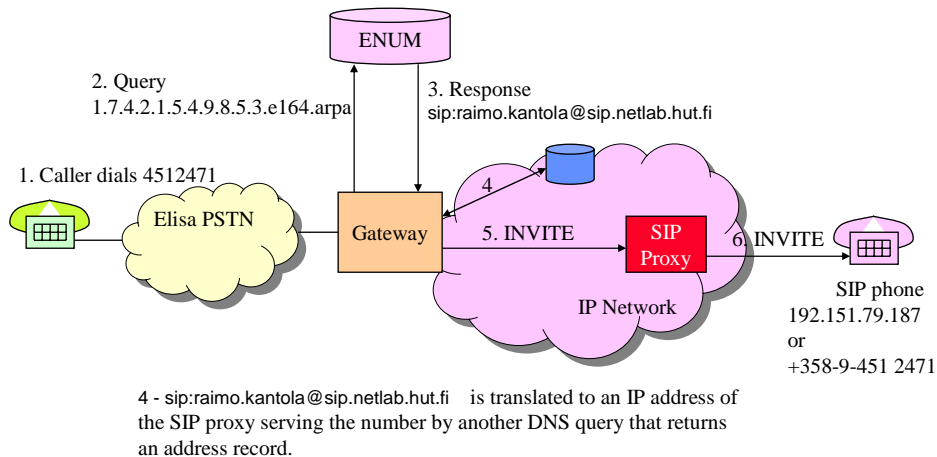 ENUM
2. Query
1.7.4.2.1.5.4.9.8.5.3.e164.arpa
3. Response
sip:raimo.kantola@sip.netlab.hut.fi
1. Caller dials 4512471
4
Elisa PSTN
Gateway
5. INVITE
SIP
Proxy
6. INVITE
IP Network
SIP phone
192.151.79.187
or
+358-9-451 2471
4 - sip:raimo.kantola@sip.netlab.hut.fi is translated to an IP address of
the SIP proxy serving the number by another DNS query that returns
an address record.